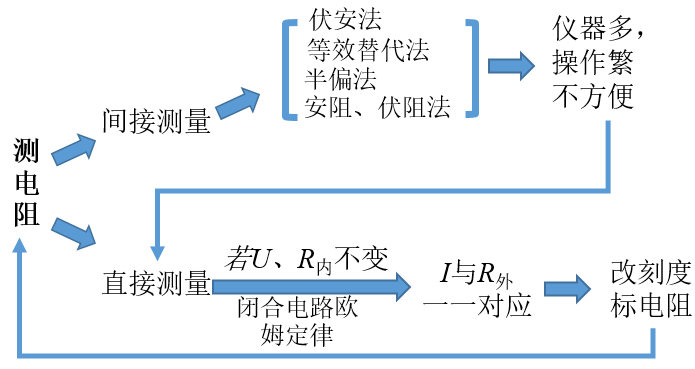 测
电
阻
间接测量
伏安法
等效替代法
半偏法
安阻、伏阻法
仪器多，
操作繁
不方便
直接测量
若U、R内不变
闭合电路欧
姆定律
I与R外
一一对应
改刻度
标电阻